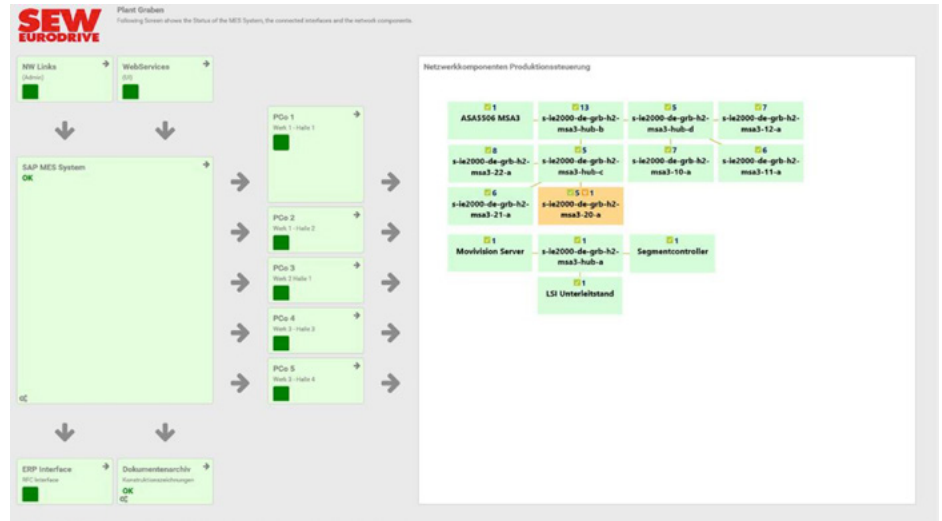 SEW
EURODRIVE
Plant Graben
Following Screen shows the Status of the MES System, the connected interfaces and the network components.
NW Links
(Admin)
WebServices
(UI)
SAP MES System
OK
PCo 1
Werk 1 - Halle 1
PCo 2
Werk 1 - Halle 2
PCo 3
Werk 2 Halle 1
PCo 4
Werk 3 - Halle 3
PCo 5
Werk 3 - Halle 4
ERP Interface
RFC Interface
Dokumentenarchiv
Konstruktionszeichnungen
OK
Netzwerkkomponenten Produktionssteuerung
1
ASA5506 MSA3
13
s-ie2000-de-grb-h2-
msa3-hub-b
5
s-ie2000-de-grb-h2-
msa3-hub-d
7
s-ie2000-de-grb-h2-
msa3-12-a
8
s-ie2000-de-grb-h2-
msa3-22-a
5
s-ie2000-de-grb-h2-
msa3-hub-c
7
s-ie2000-de-grb-h2-
msa3-10-a
6
s-ie2000-de-grb-h2-
msa3-11-a
6
s-ie2000-de-grb-h2-
msa3-21-a
5 1
s-ie2000-de-grb-h2-
msa3-20-a
1
Movivision Server
1
s-ie2000-de-grb-h2-
msa3-hub-a
1
Segmentcontroller
1
LSI Unterleitstand